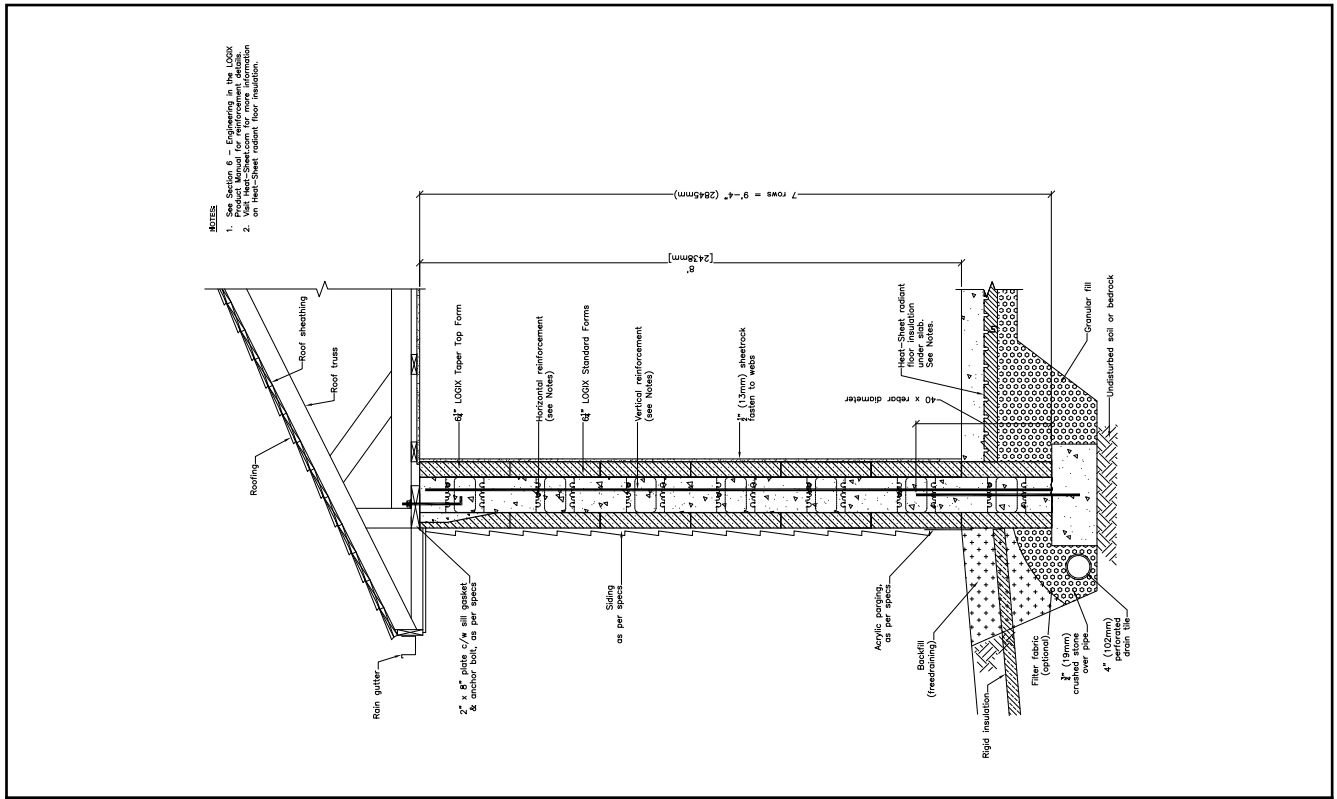 NOTES:
1. See Section 6 – Engineering in the LOGIX
Product Manual for reinforcement details.
2. Visit Heat-Sheet.com for more information
on Heat-Sheet radiant floor insulation.
Roofing
Roof sheathing
Roof truss
Rain gutter
2" x 8" plate c/w sill gasket
& anchor bolt, as per specs
6¼" LOGIX Taper Top Form
Horizontal reinforcement
(see Notes)
6¼" LOGIX Standard Forms
Vertical reinforcement
(see Notes)
½" (13mm) sheetrock
fasten to webs
7 rows = 9'-4" (2845mm)
8'
[2438mm]
Siding
as per specs
Acrylic parging,
as per specs
40 x rebar diameter
Heat-Sheet radiant
floor insulation
under slab.
See Notes.
Granular fill
Undisturbed soil or bedrock
Backfill
(freedraining)
Rigid insulation
Filter fabric
(optional)
¾" (19mm)
crushed stone
over pipe
4" (102mm)
perforated
drain tile